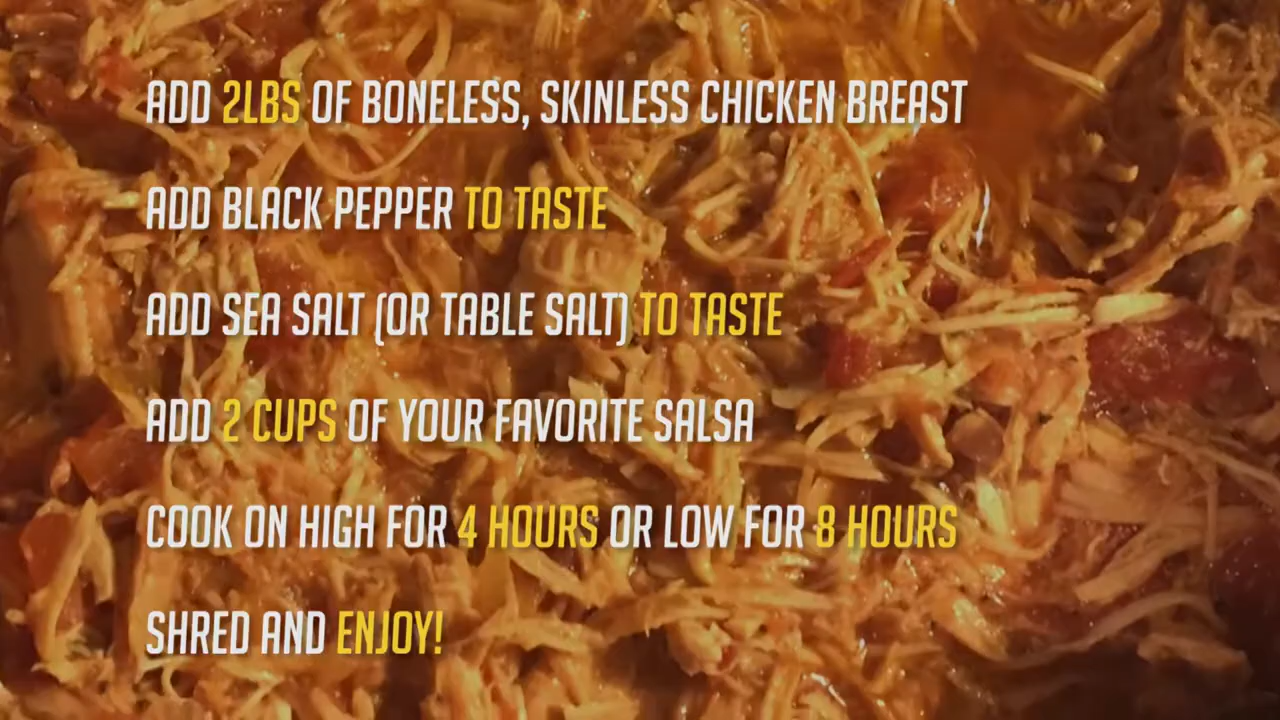 ADD 2LBS OF BONELESS, SKINLESS CHICKEN BREAST
ADD BLACK PEPPER TO TASTE
ADD SEA SALT (OR TABLE SALT) TO TASTE
ADD 2 CUPS OF YOUR FAVORITE SALSA
COOK ON HIGH FOR 4 HOURS OR LOW FOR 8 HOURS
SHRED AND ENJOY!